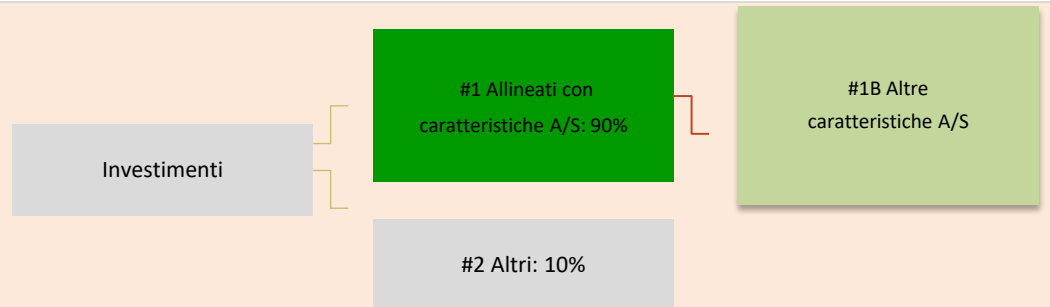 Investimenti
#1 Allineati con
caratteristiche A/S: 90%
#2 Altri: 10%
#1B Altre
caratteristiche A/S